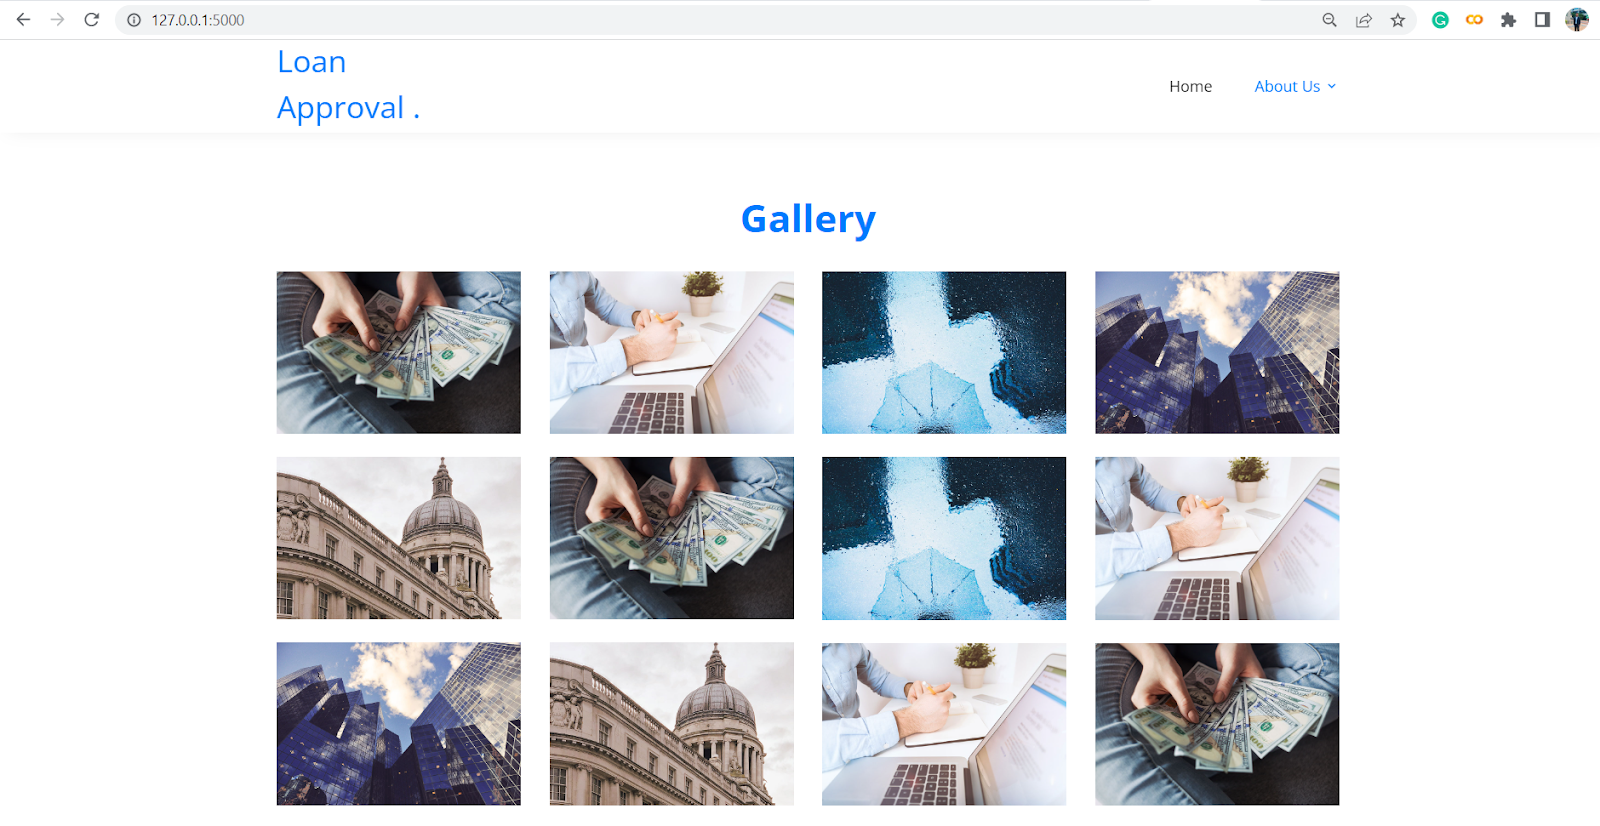 127.0.0.1:5000
Loan
Approval .
Home
About Us
Gallery